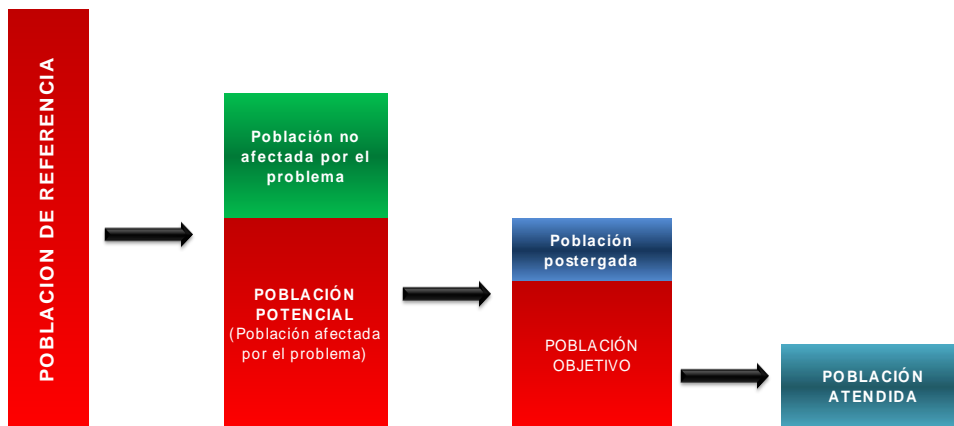 POBLACION DE REFERENCIA
Población no
afectada por el
problema
POBLACIÓN
POTENCIAL
(Población afectada
por el problema)
Población
postergada
POBLACIÓN
OBJETIVO
POBLACIÓN
ATENDIDA